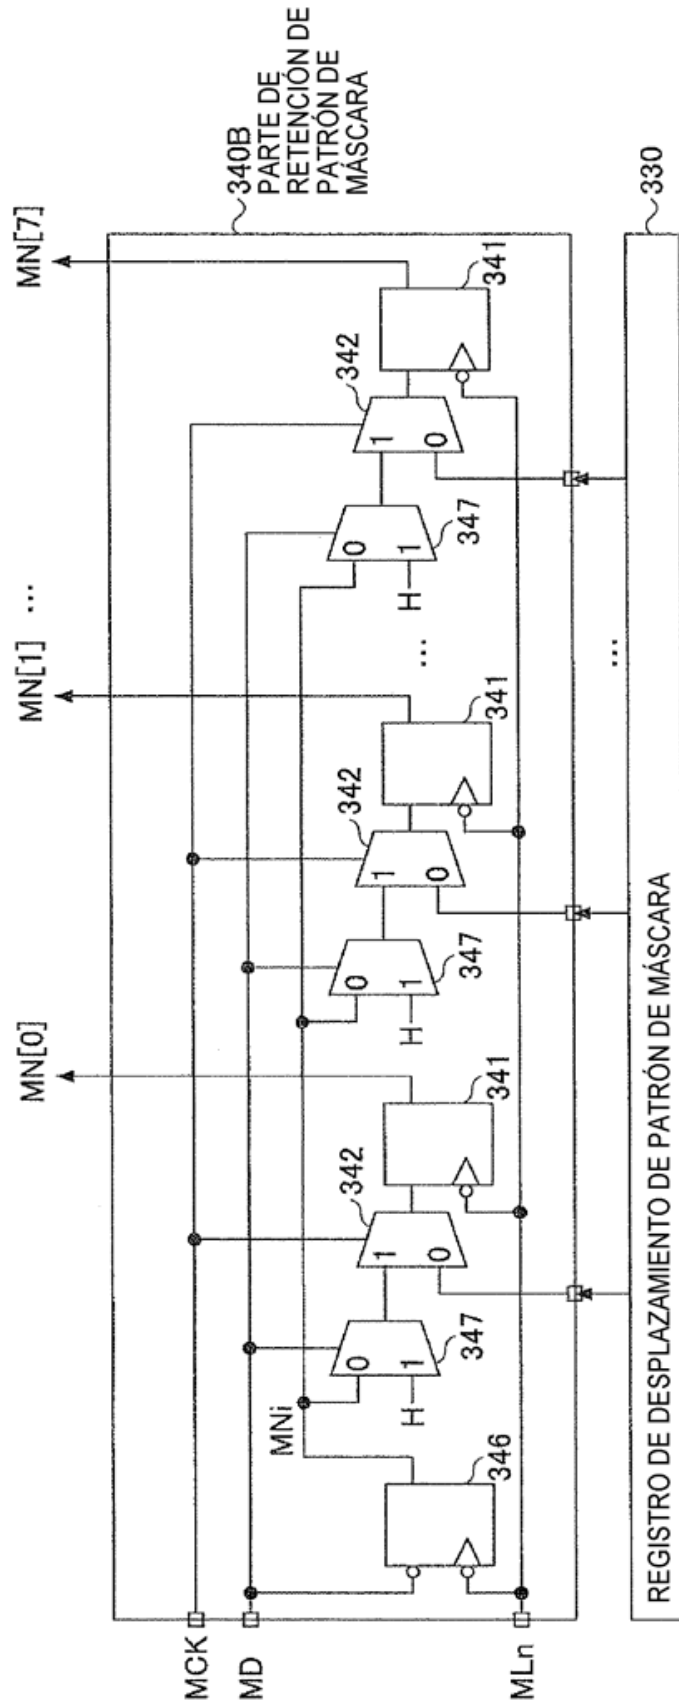 MN[0]
MN[1]
...
MN[7]
340B
PARTE DE
RETENCIÓN DE
PATRÓN DE
MÁSCARA
MCK
MD
MLn
MNi
346
0
1
H
347
1
0
342
341
0
1
H
347
1
0
342
341
...
0
1
H
347
1
0
342
341
...
REGISTRO DE DESPLAZAMIENTO DE PATRÓN DE MÁSCARA
330